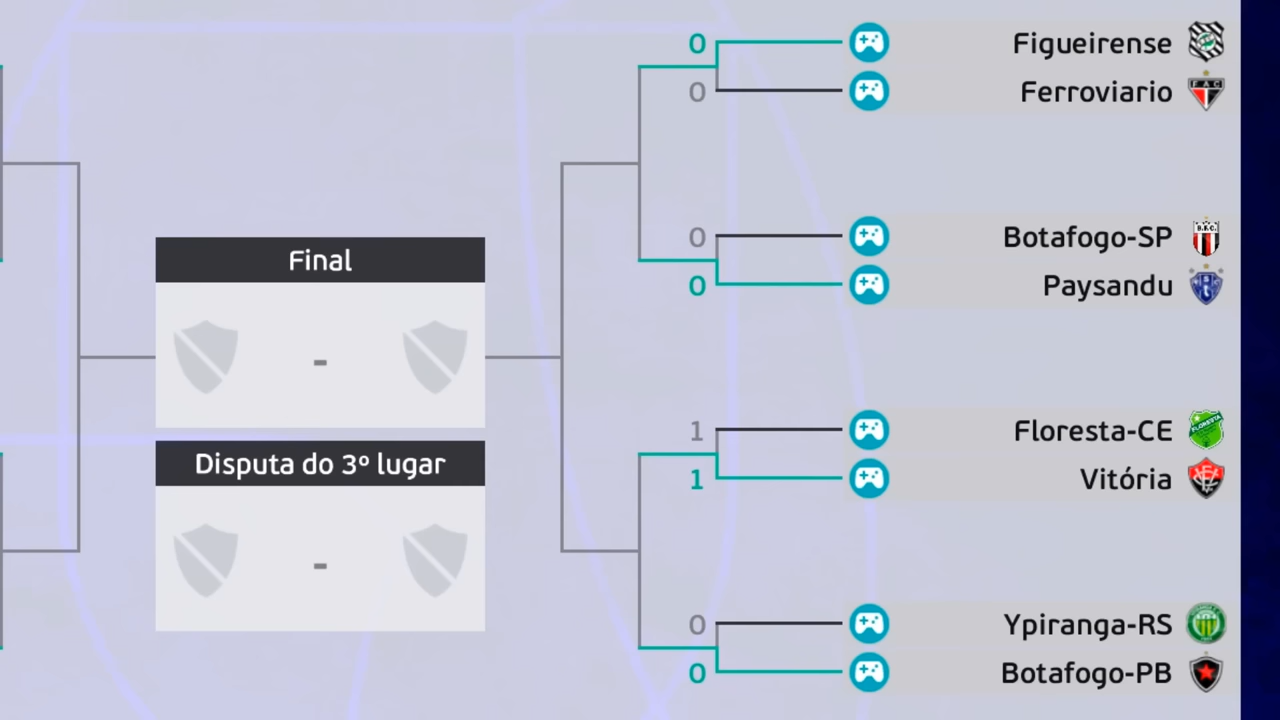 0 Figueirense
0 Ferroviario
0 Botafogo-SP
0 Paysandu
Final
-
1 Floresta-CE
1 Vitória
Disputa do 3º lugar
-
0 Ypiranga-RS
0 Botafogo-PB